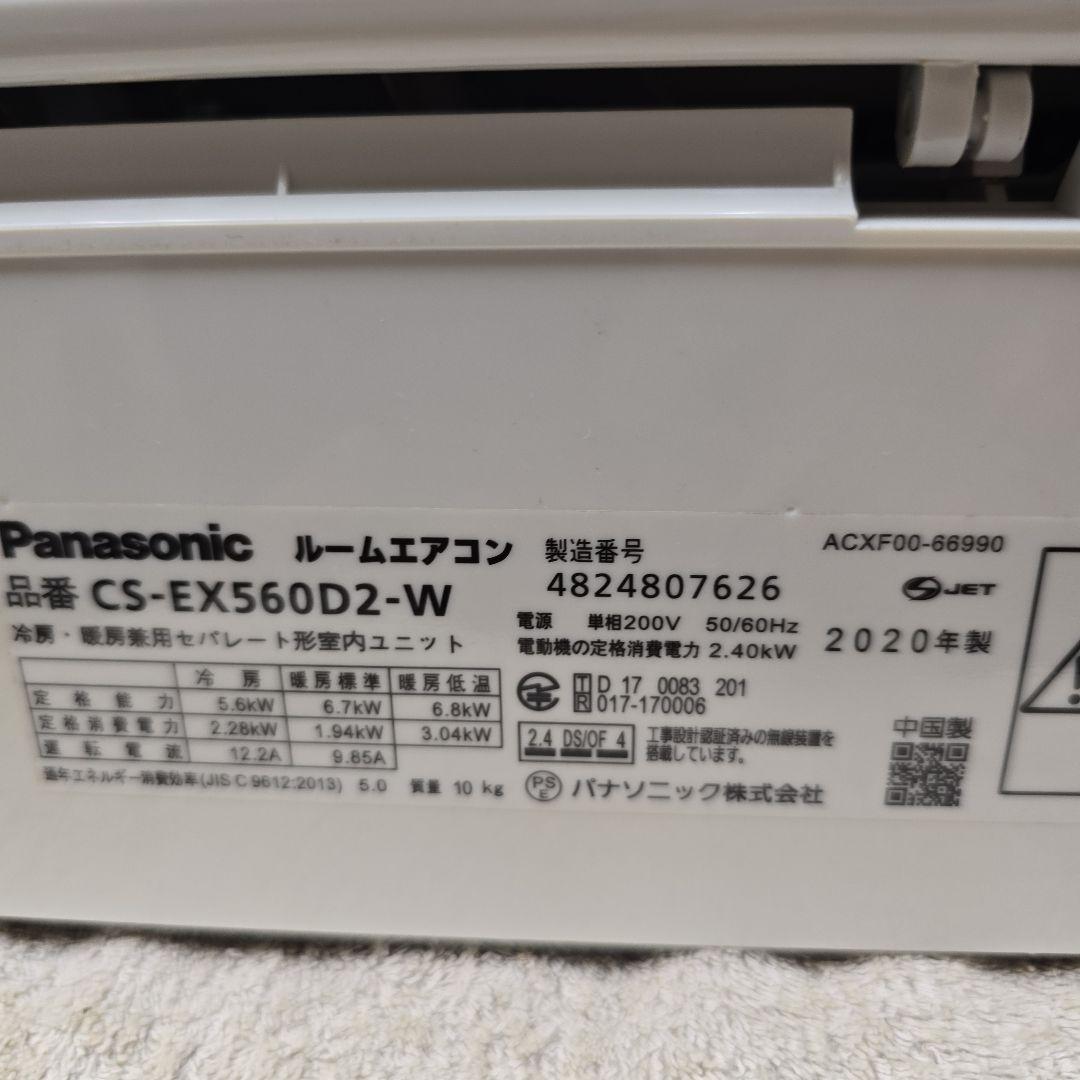 Panasonic ルームエアコン
品番 CS-EX560D2-W
冷房・暖房兼用セパレート形室内ユニット
冷房 暖房標準 暖房低温
定格能力 5.6kW 6.7kW 6.8kW
定格消費電力 2.28kW 1.94kW 3.04kW
運転電流 12.2A 9.85A
通年エネルギー消費効率(JIS C 9612:2013) 5.0 質量 10 kg
製造番号
4824807626
電源 単相200V 50/60Hz
電動機の定格消費電力 2.40kW
T D 17 0083 201
R 017-170006
2.4 DS/OF 4
工事設計認証済みの無線装置を
搭載しています。
PSE パナソニック株式会社
ACXF00-66990
S JET
2020年製
中国製